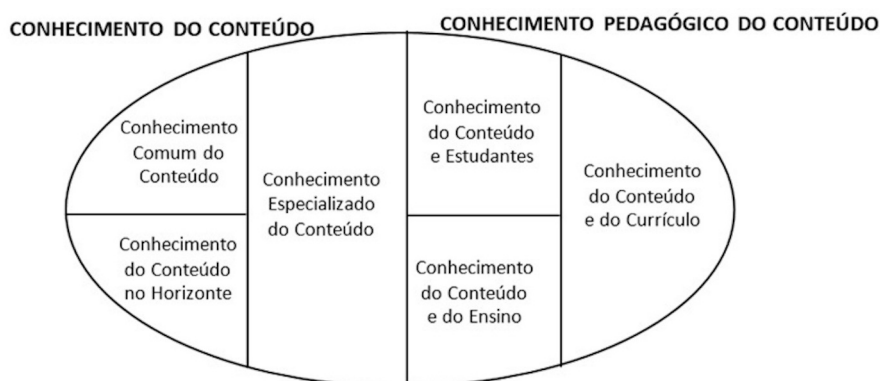 CONHECIMENTO DO CONTEÚDO
CONHECIMENTO PEDAGÓGICO DO CONTEÚDO
Conhecimento
Comum do
Conteúdo
Conhecimento
do Conteúdo
no Horizonte
Conhecimento
Especializado
do Conteúdo
Conhecimento
do Conteúdo
e Estudantes
Conhecimento
do Conteúdo
e do Ensino
Conhecimento
do Conteúdo
e do Currículo